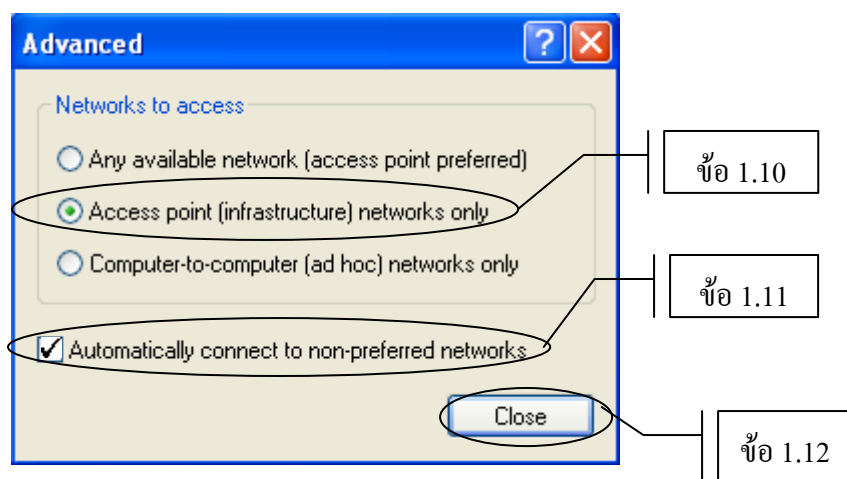 Advanced
Networks to access
Any available network (access point preferred)
ข้อ 1.10
Access point (infrastructure) networks only
Computer-to-computer (ad hoc) networks only
ข้อ 1.11
Automatically connect to non-preferred networks
Close
ข้อ 1.12